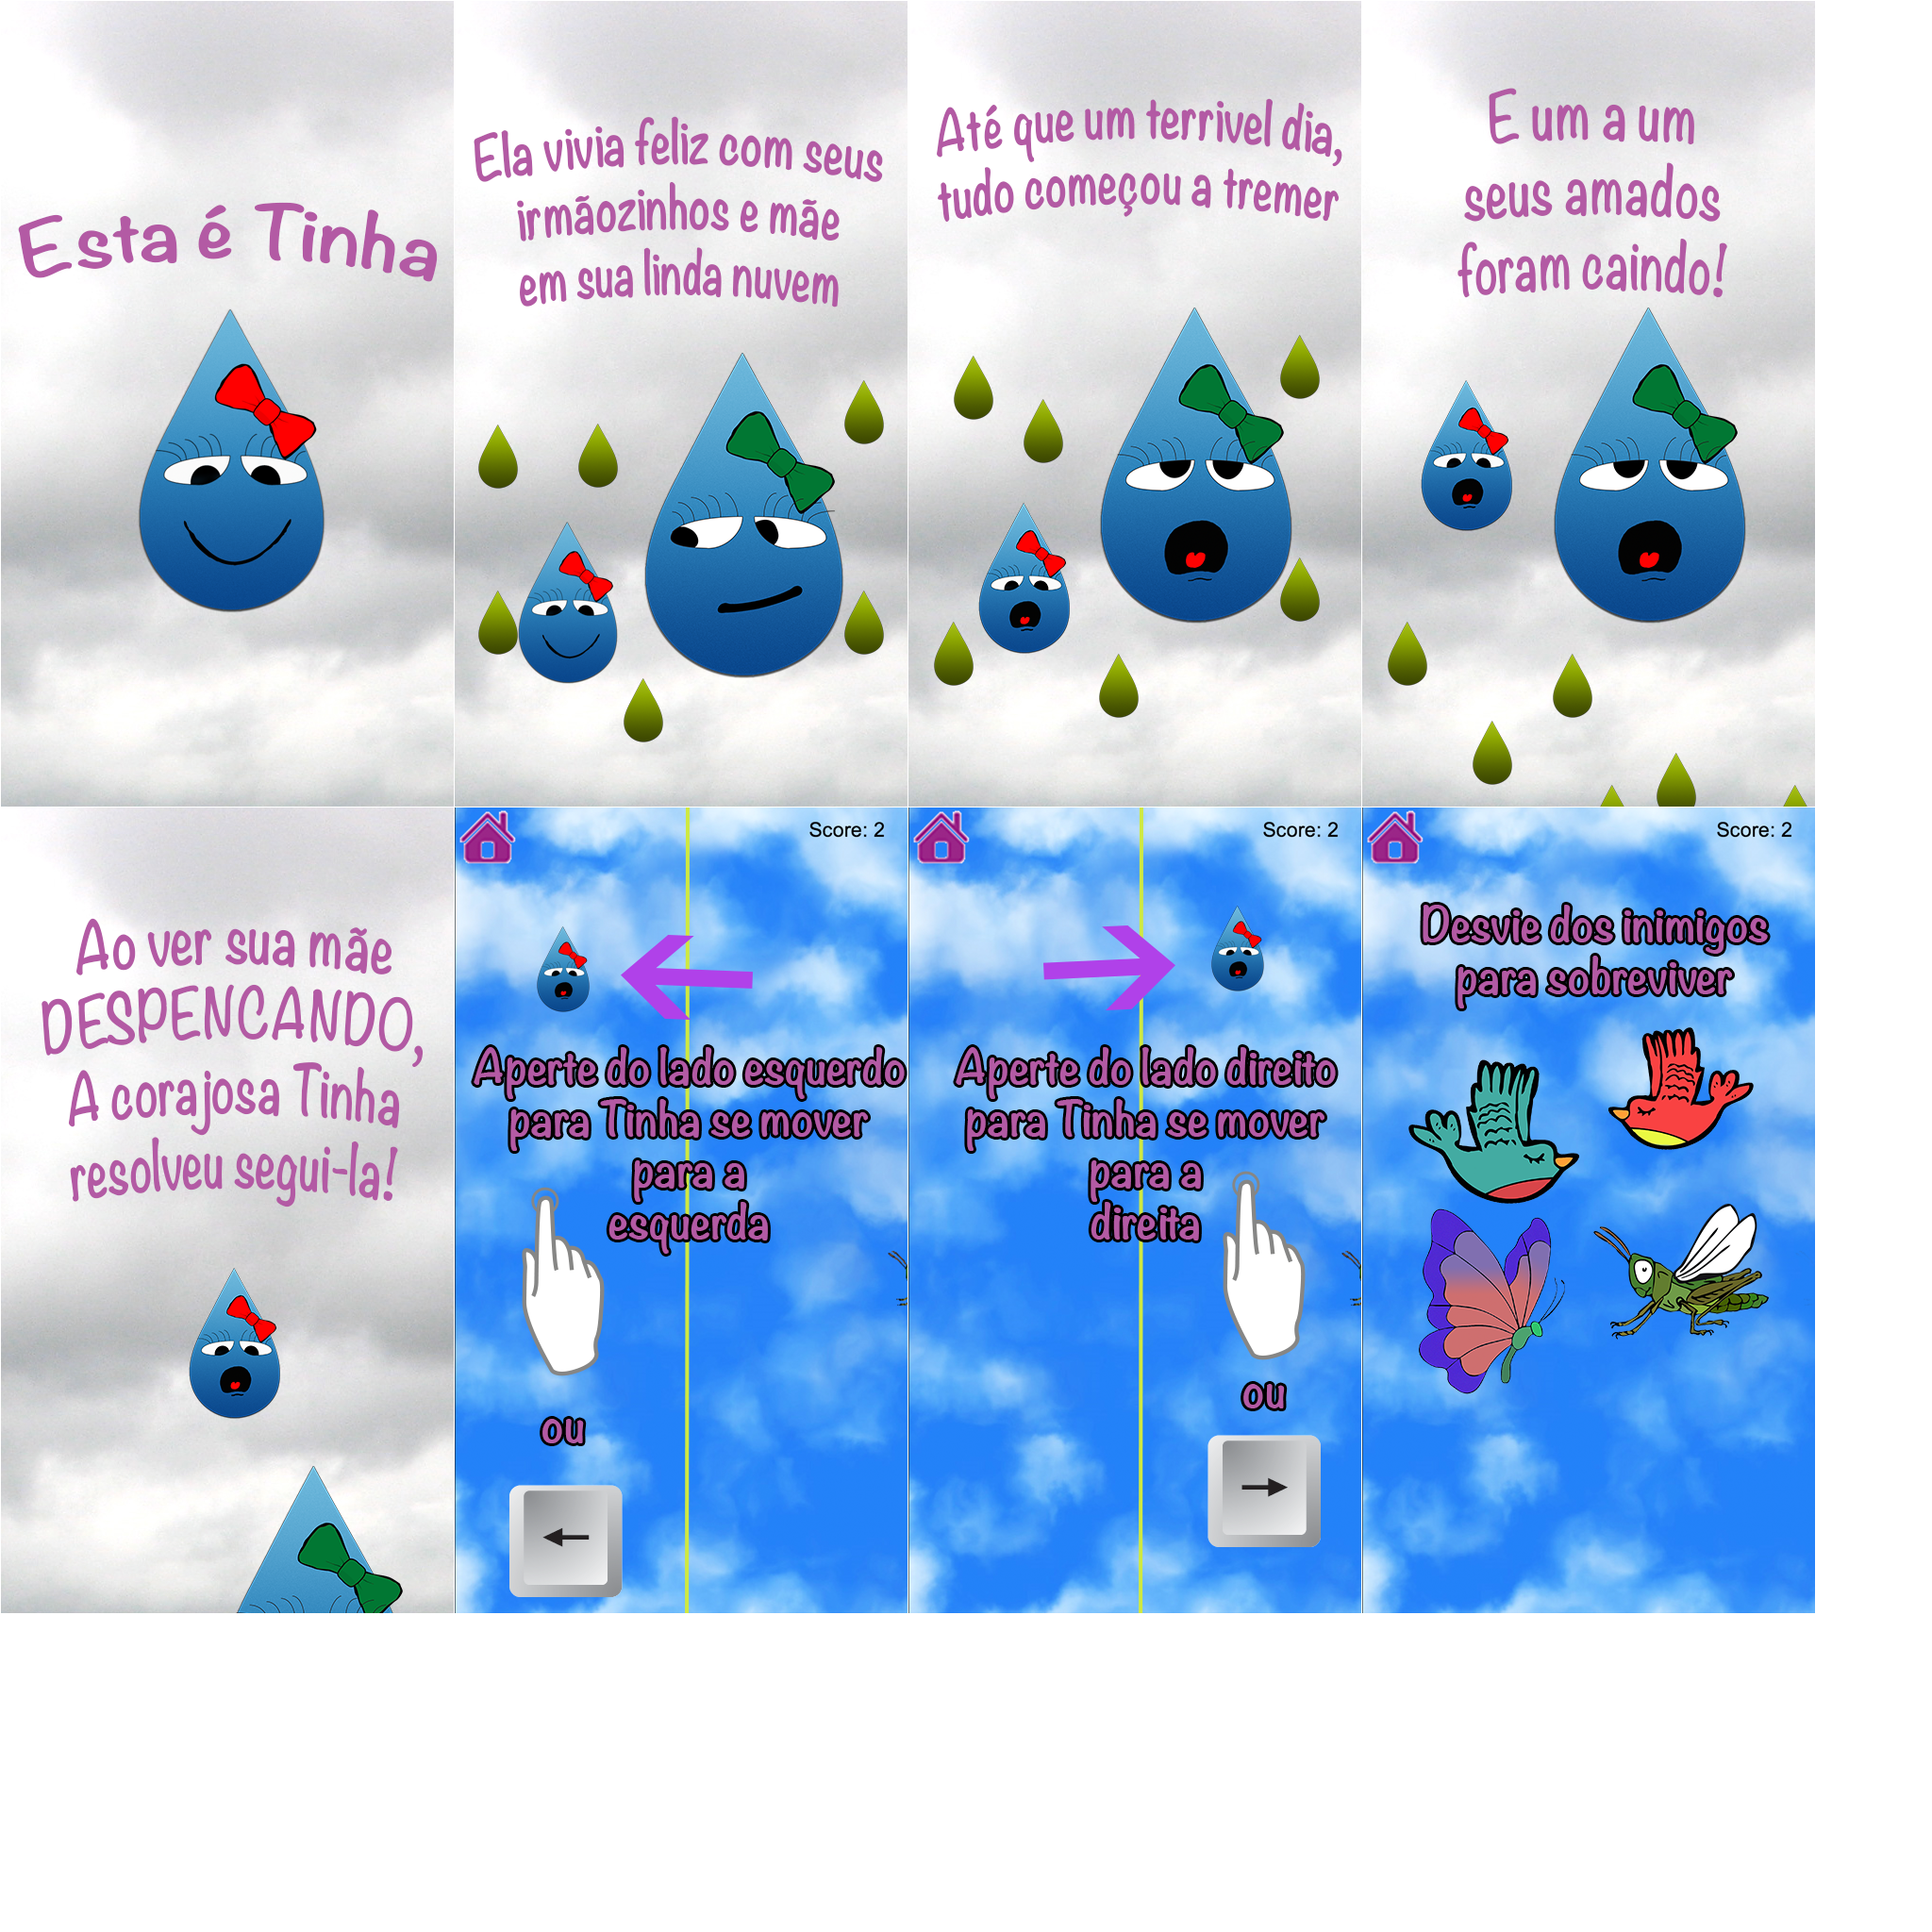 Esta é Tinha
Ela vivia feliz com seus
irmãozinhos e mãe
em sua linda nuvem
Até que um terrivel dia,
tudo começou a tremer
E um a um
seus amados
foram caindo!
Ao ver sua mãe
DESPENCANDO,
A corajosa Tinha
resolveu segui-la!
Score: 2
Aperte do lado esquerdo
para Tinha se mover
para a
esquerda
ou
Score: 2
Aperte do lado direito
para Tinha se mover
para a
direita
ou
Score: 2
Desvie dos inimigos
para sobreviver